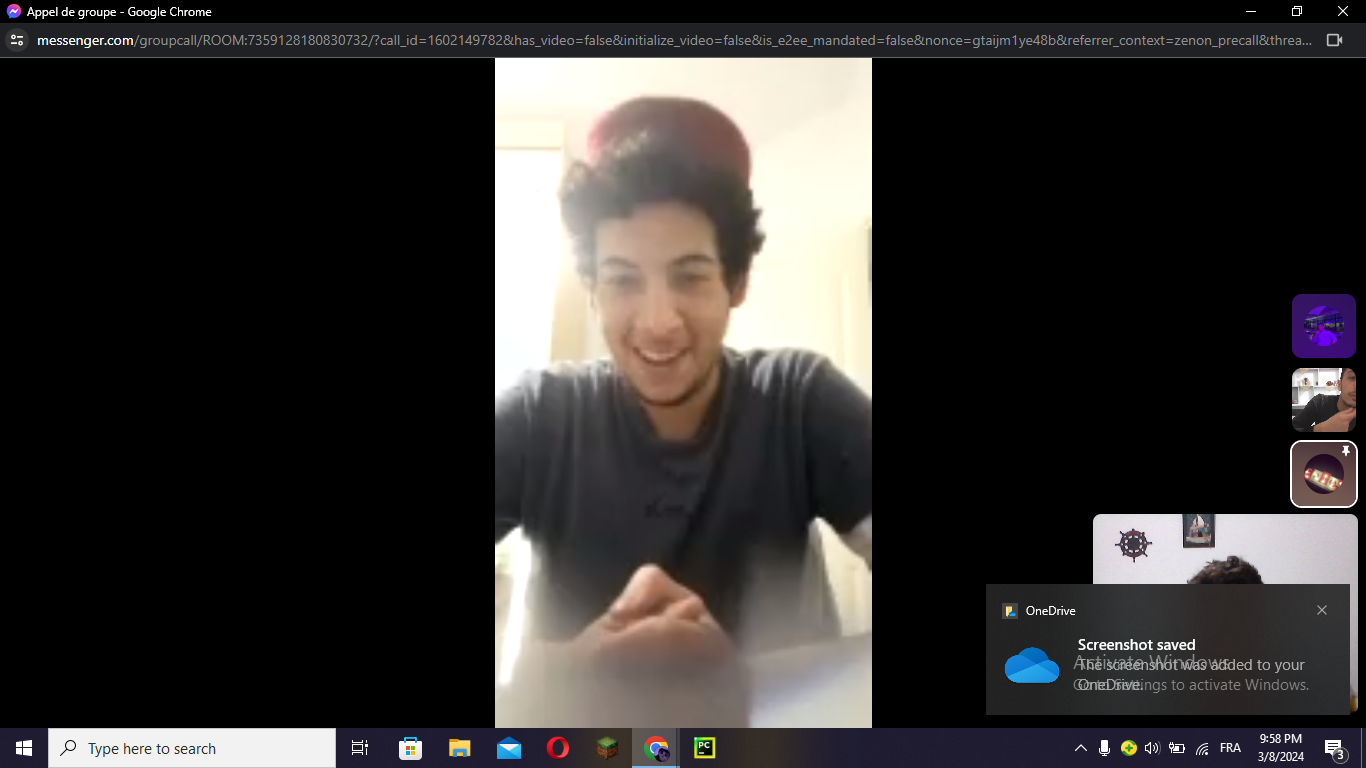 Appel de groupe - Google Chrome
messenger.com/groupcall/ROOM:7359128180830732/?call_id=1602149782&has_video=false&initialize_video=false&is_e2ee_mandated=false&nonce=gtaijm1ye48b&referrer_context=zenon_precall&threa...
OneDrive
Screenshot saved
The screenshot was added to your
OneDrive.
Activate Windows
Go to Settings to activate Windows.
Type here to search
PC
FRA
9:58 PM
3/8/2024
3